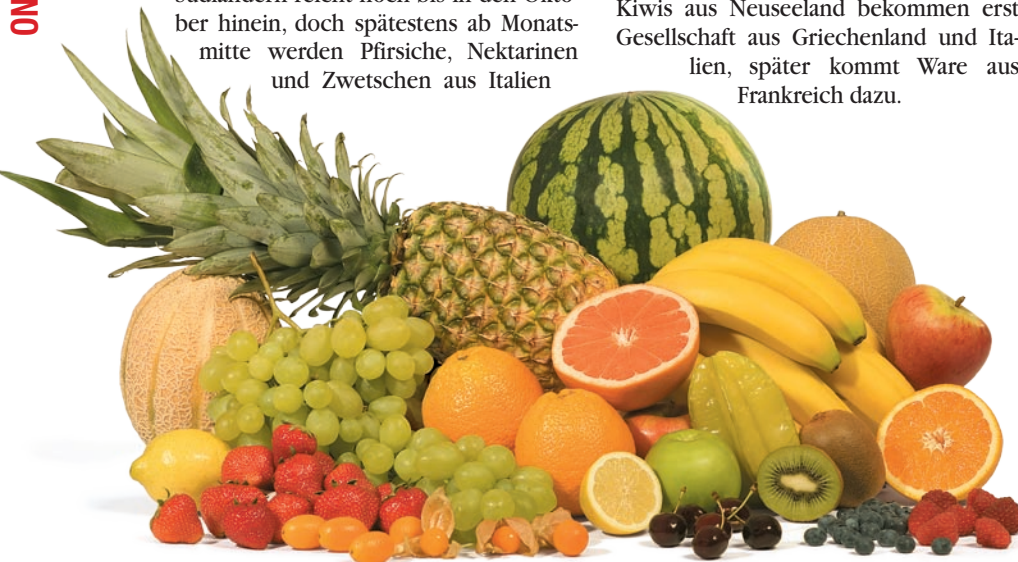 ber hinein, doch spätestens ab Monats-
mitte werden Pfirsiche, Nektarinen
und Zwetschen aus Italien
Kiwis aus Neuseeland bekommen erst
Gesellschaft aus Griechenland und Ita-
lien, später kommt Ware aus
Frankreich dazu.